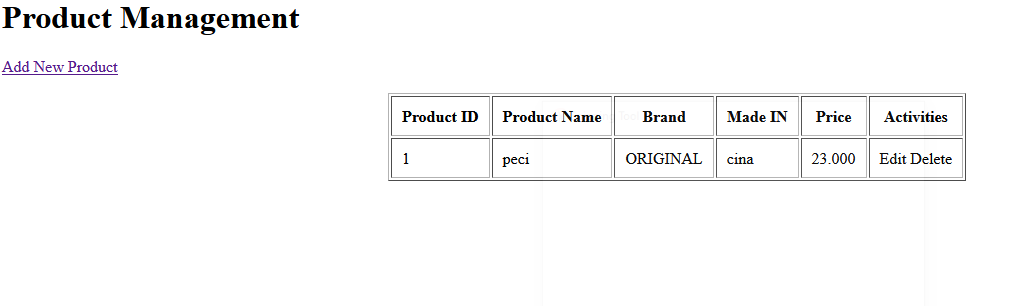 Product Management
Add New Product
Product ID Product Name Brand Made IN Price Activities
1 peci ORIGINAL cina 23.000 Edit Delete